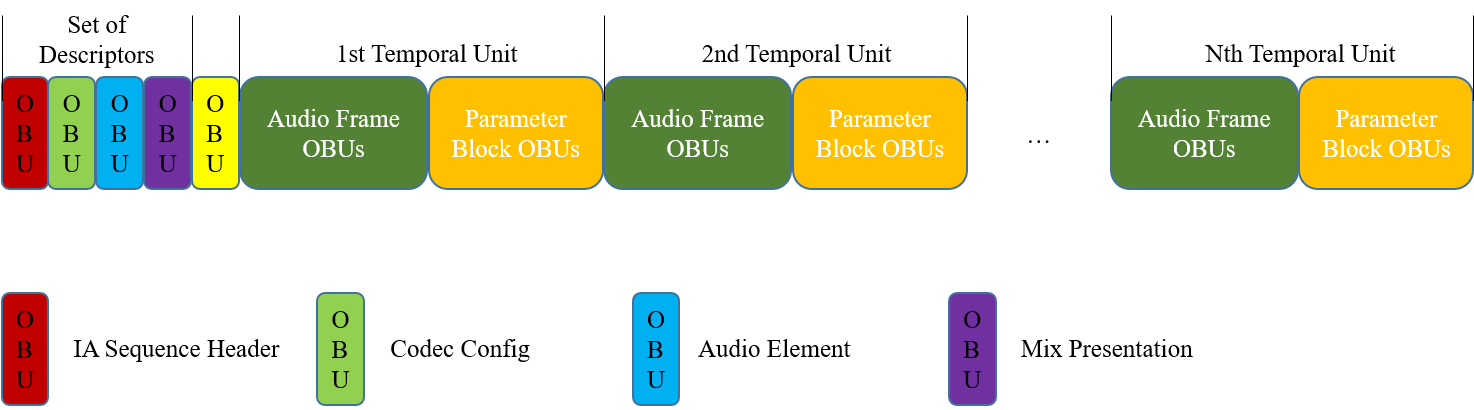 Set of
Descriptors
1st Temporal Unit
2nd Temporal Unit
Nth Temporal Unit
O
B
U
O
B
U
O
B
U
O
B
U
O
B
U
Audio Frame
OBUs
Parameter
Block OBUs
Audio Frame
OBUs
Parameter
Block OBUs
...
Audio Frame
OBUs
Parameter
Block OBUs
O
B
U
IA Sequence Header
O
B
U
Codec Config
O
B
U
Audio Element
O
B
U
Mix Presentation